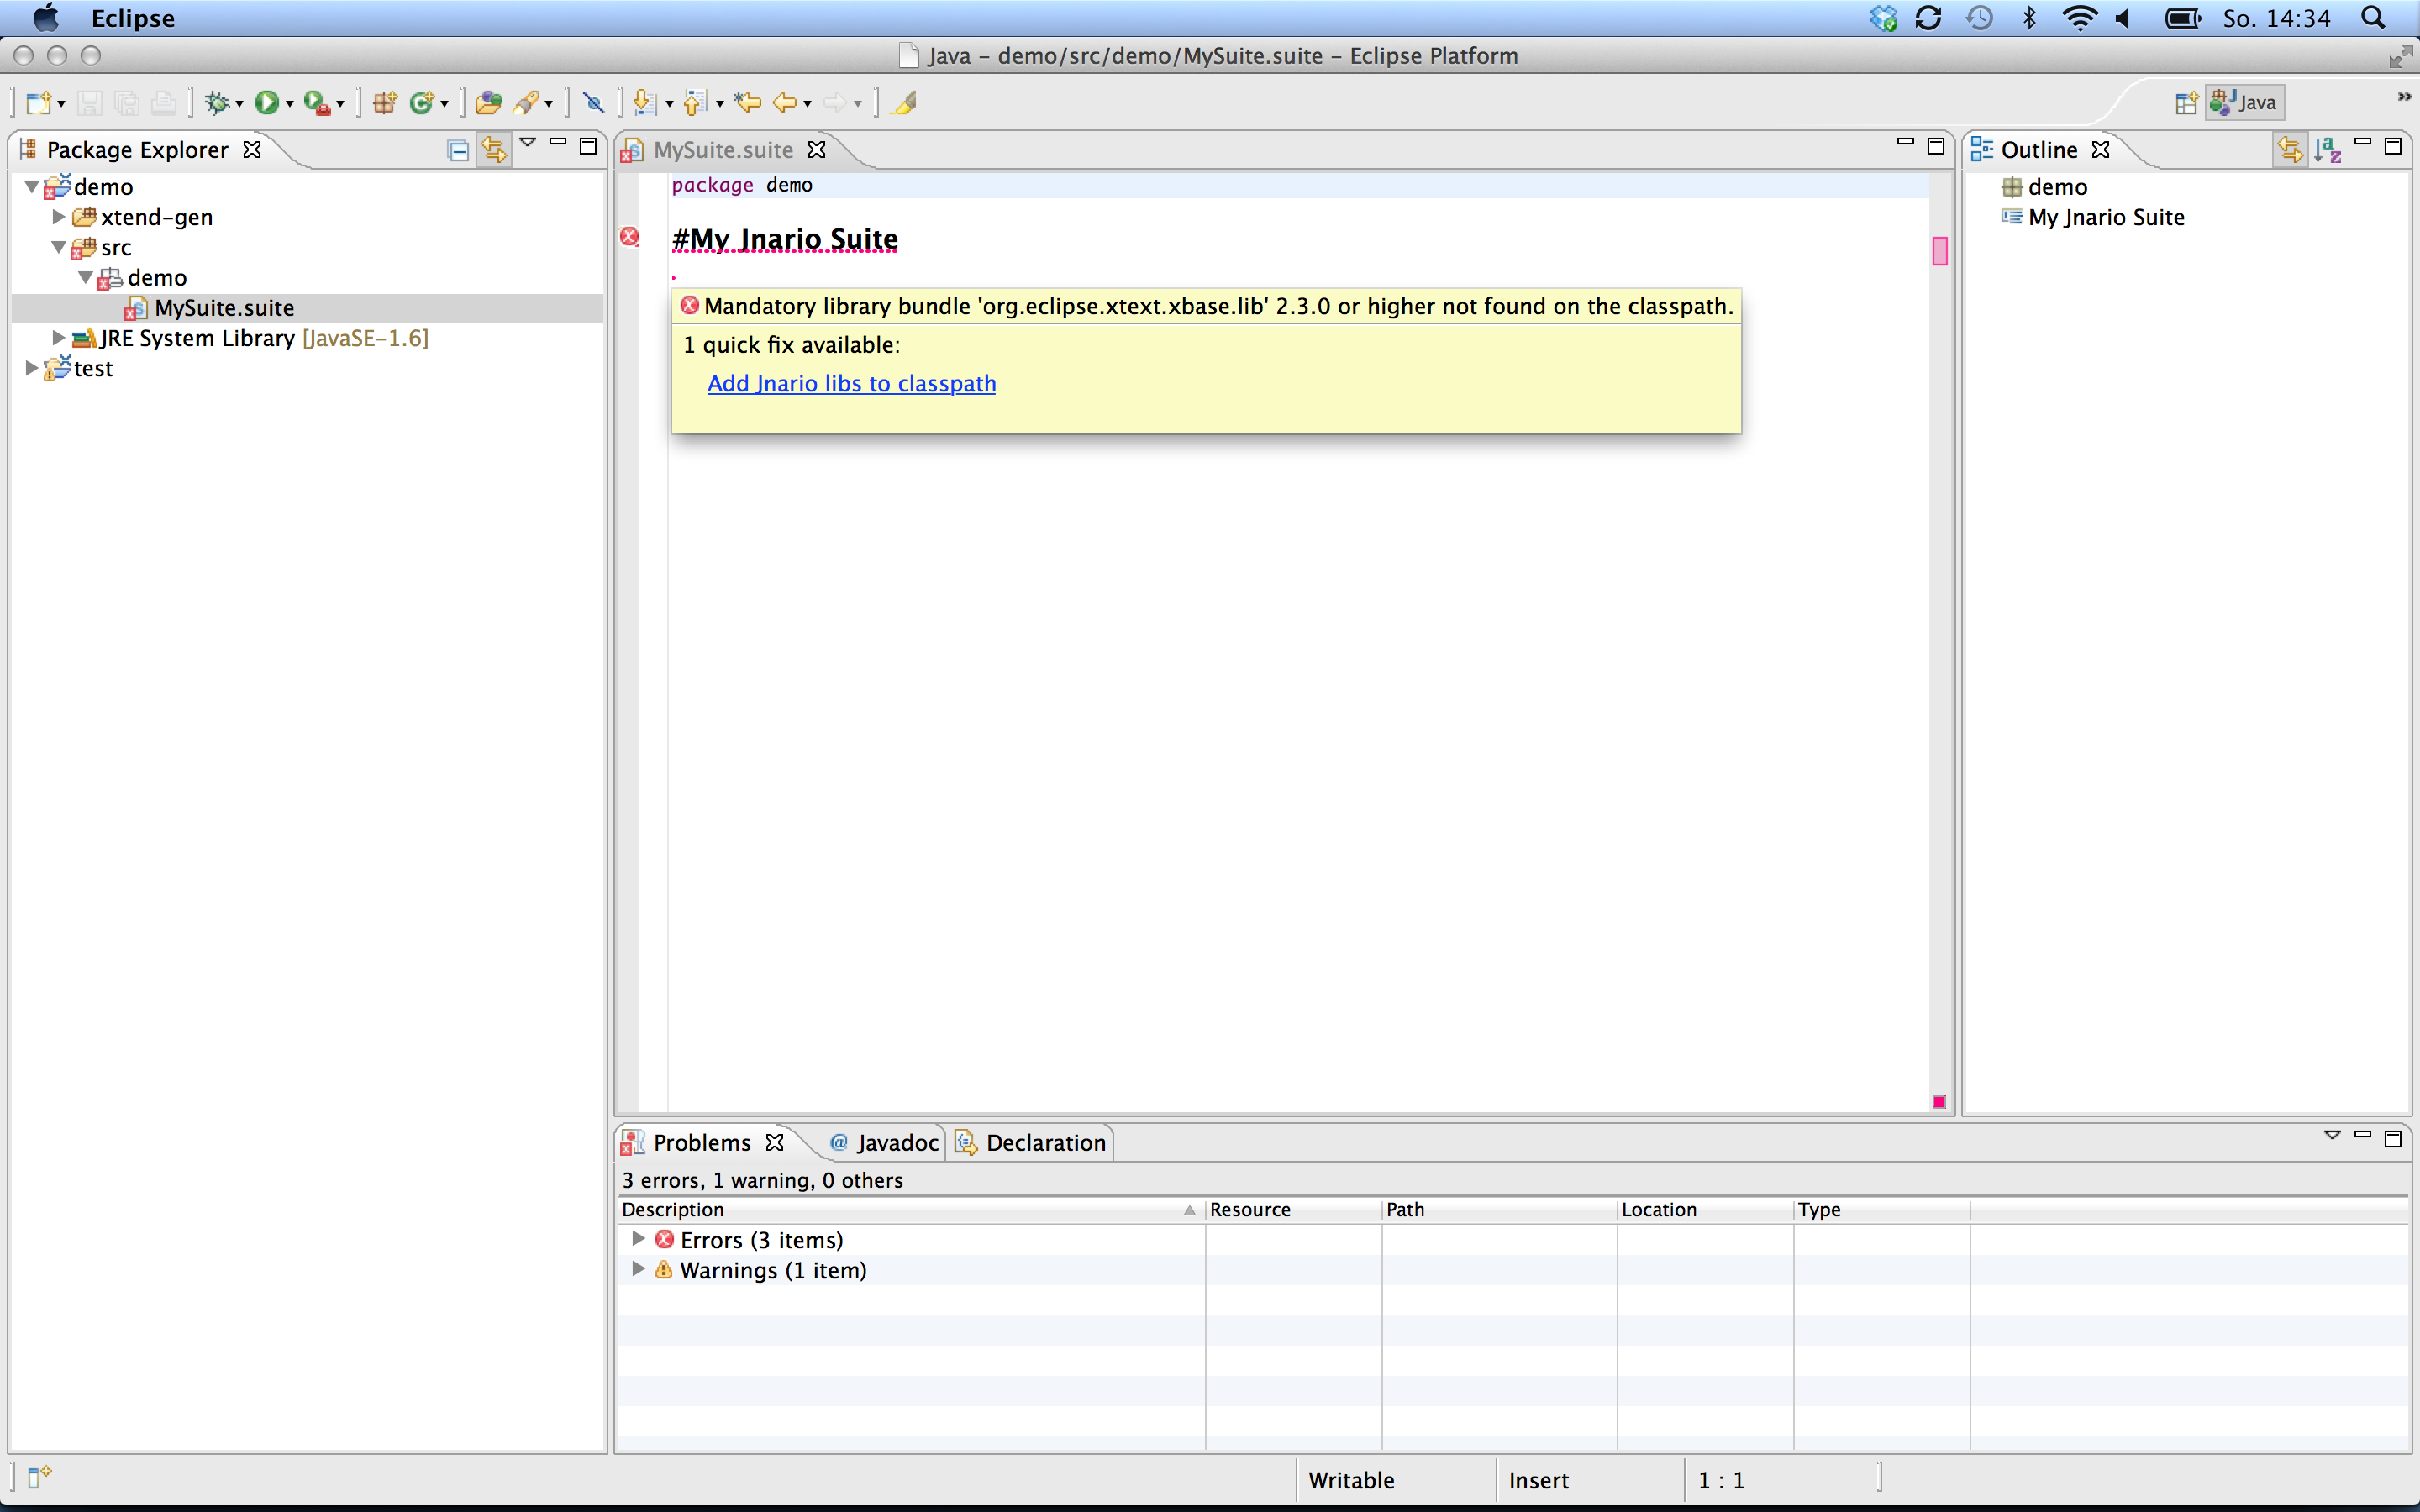 Eclipse
So. 14:34
Java – demo/src/demo/MySuite.suite – Eclipse Platform
Java
»
Package Explorer
demo
xtend-gen
src
demo
MySuite.suite
JRE System Library [JavaSE-1.6]
test
MySuite.suite
package demo
#My Jnario Suite
Mandatory library bundle 'org.eclipse.xtext.xbase.lib' 2.3.0 or higher not found on the classpath.
1 quick fix available:
Add Jnario libs to classpath
Outline
demo
My Jnario Suite
Problems
@ Javadoc
Declaration
3 errors, 1 warning, 0 others
Description Resource Path Location Type
Errors (3 items)
Warnings (1 item)
Writable Insert 1 : 1